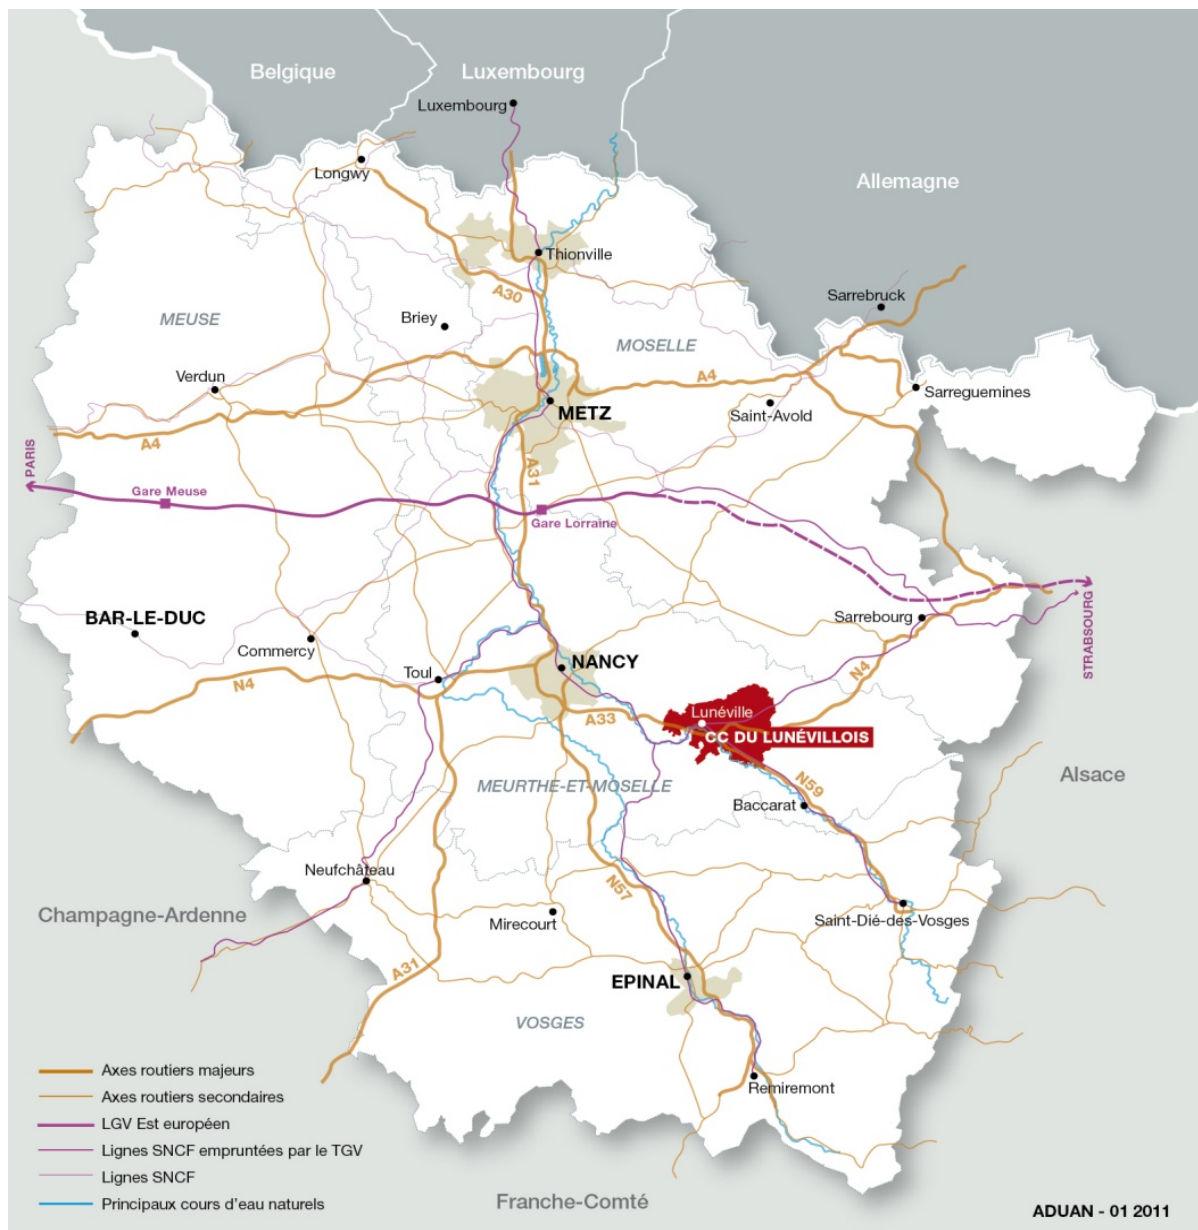 Belgique
Luxembourg
Luxembourg
Allemagne
Longwy
Thionville
A30
Sarrebruck
MEUSE
Briey
MOSELLE
Verdun
A4
Sarreguemines
METZ
Saint-Avold
A4
A31
PARIS
Gare Meuse
Gare Lorraine
BAR-LE-DUC
Sarrebourg
STRABSOURG
Commercy
NANCY
Toul
N4
N4
Lunéville
A33
CC DU LUNÉVILLOIS
Alsace
MEURTHE-ET-MOSELLE
N59
Baccarat
Neufchâteau
N57
Champagne-Ardenne
Mirecourt
Saint-Dié-des-Vosges
A31
EPINAL
VOSGES
Remiremont
Axes routiers majeurs
Axes routiers secondaires
LGV Est européen
Lignes SNCF empruntées par le TGV
Lignes SNCF
Principaux cours d'eau naturels
Franche-Comté
ADUAN - 01 2011